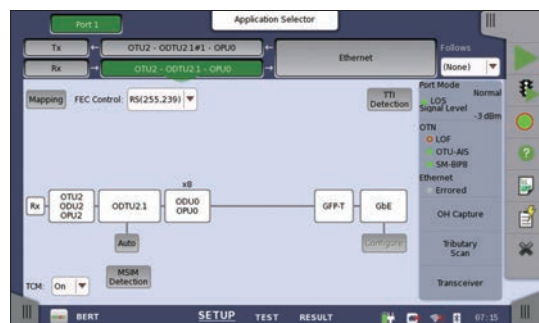 Port 1
Application Selector
Tx
OTU2 - ODTU2.1#1 - OPU0
Ethernet
Follows
Rx
OTU2 - ODTU2.1 - OPU0
(None)
Mapping
FEC Control:
RS(255,239)
TTI
Detection
Port Mode
Normal
LOS
Signal Level
-3 dBm
OTN
LOF
OTU-AIS
SM-BIP8
Ethernet
Errored
x8
Rx
OTU2
ODU2
OPU2
ODTU2.1
ODU0
OPU0
GFP-T
GbE
Auto
Configure
OH Capture
Tributary
Scan
MSIM
Detection
TCM:
On
Transceiver
BERT
SETUP
TEST
RESULT
07:15